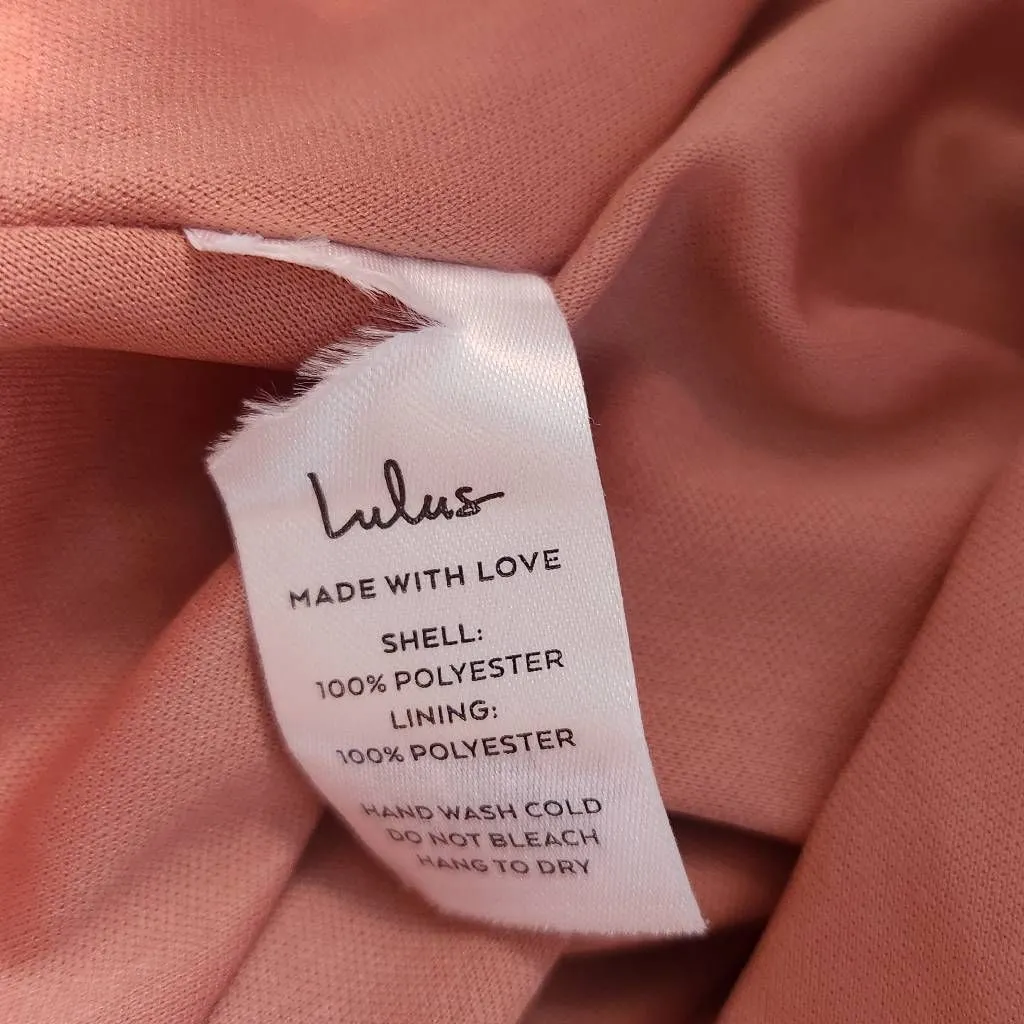 Lulus
MADE WITH LOVE
SHELL:
100% POLYESTER
LINING:
100% POLYESTER
HAND WASH COLD
DO NOT BLEACH
HANG TO DRY